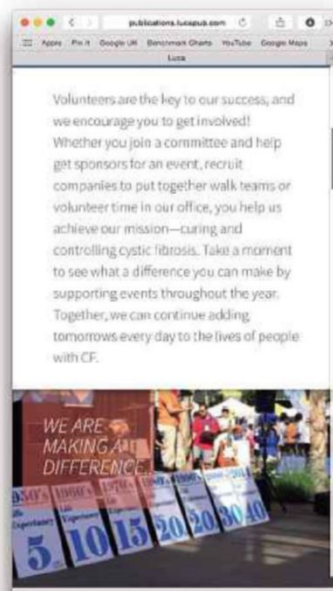 publications.lucapub.com
Apple Pin it Google UK Benchmark Charts YouTube Google Maps
Luca
Volunteers are the key to our success, and
we encourage you to get involved!
Whether you join a committee and help
get sponsors for an event, recruit
companies to put together walk teams or
volunteer time in our office, you help us
achieve our mission—curing and
controlling cystic fibrosis. Take a moment
to see what a difference you can make by
supporting events throughout the year.
Together, we can continue adding
tomorrows every day to the lives of people
with CF.
WE ARE
MAKING A
DIFFERENCE
950's 1960's 1970's
Life Expectancy
5 10 15 20 20 30 40